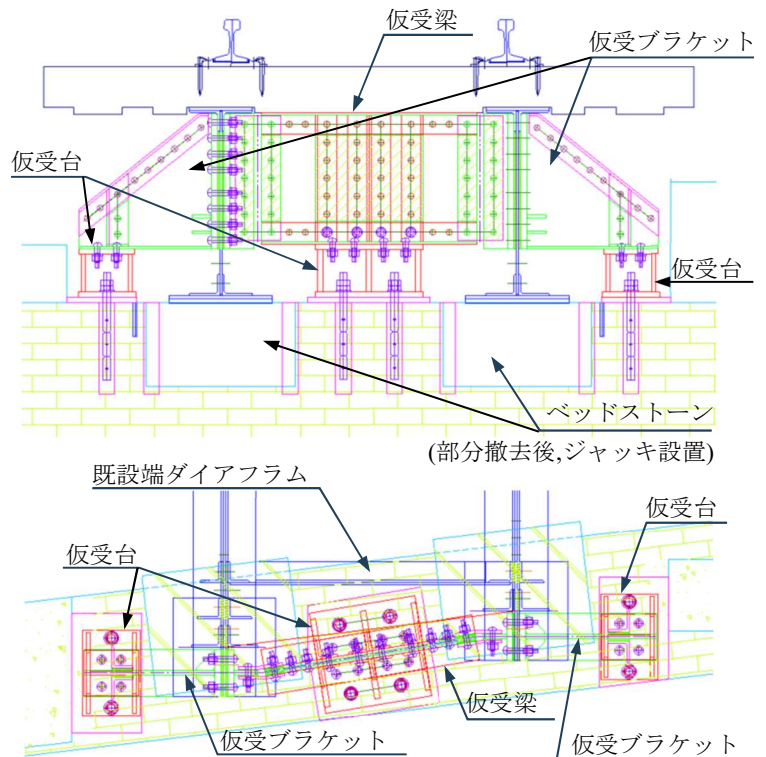 仮受梁
仮受ブラケット
仮受台
仮受台
ベッドストーン
(部分撤去後,ジャッキ設置)
既設端ダイアフラム
仮受台
仮受台
仮受梁
仮受ブラケット
仮受ブラケット